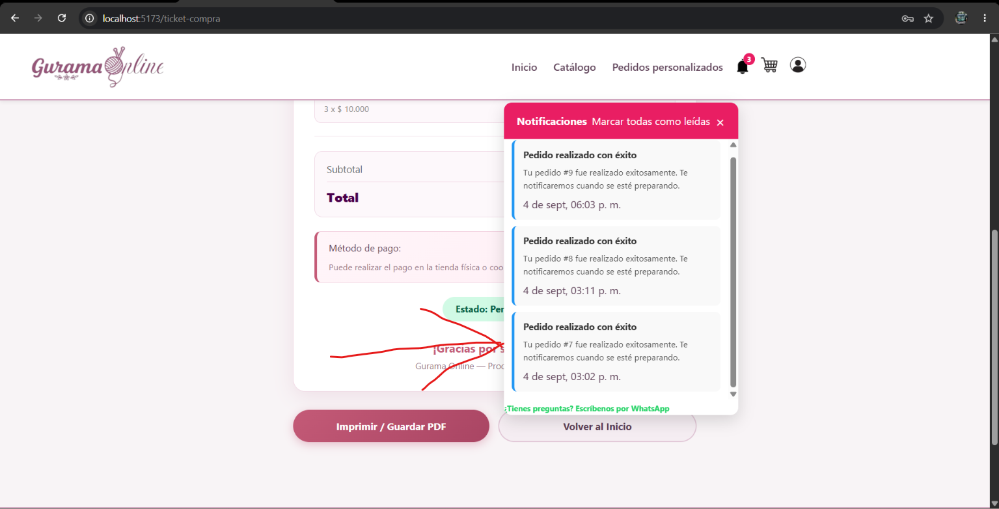 localhost:5173/ticket-compra
Gurama Online
Inicio Catálogo Pedidos personalizados 3
3 x $ 10.000
Subtotal
Total
Método de pago:
Puede realizar el pago en la tienda física o coo
Estado: Per
¡Gracias por s
Gurama Online — Proc
Imprimir / Guardar PDF
Volver al Inicio
Notificaciones Marcar todas como leídas ×
Pedido realizado con éxito
Tu pedido #9 fue realizado exitosamente. Te
notificaremos cuando se esté preparando.
4 de sept, 06:03 p. m.
Pedido realizado con éxito
Tu pedido #8 fue realizado exitosamente. Te
notificaremos cuando se esté preparando.
4 de sept, 03:11 p. m.
Pedido realizado con éxito
Tu pedido #7 fue realizado exitosamente. Te
notificaremos cuando se esté preparando.
4 de sept, 03:02 p. m.
¿Tienes preguntas? Escríbenos por WhatsApp